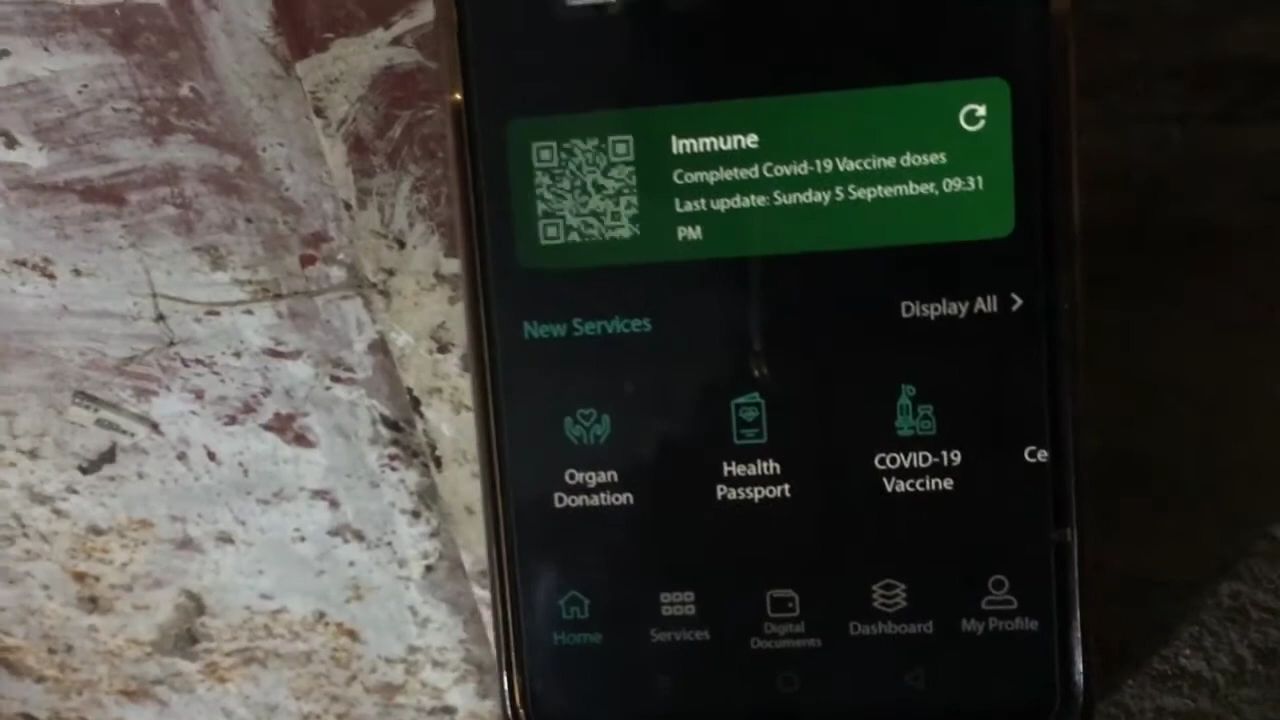 Immune
Completed Covid-19 Vaccine doses
Last update: Sunday 5 September, 09:31
PM
New Services
Display All
Organ
Donation
Health
Passport
COVID-19
Vaccine
Ce
Home
Services
Digital
Documents
Dashboard
My Profile